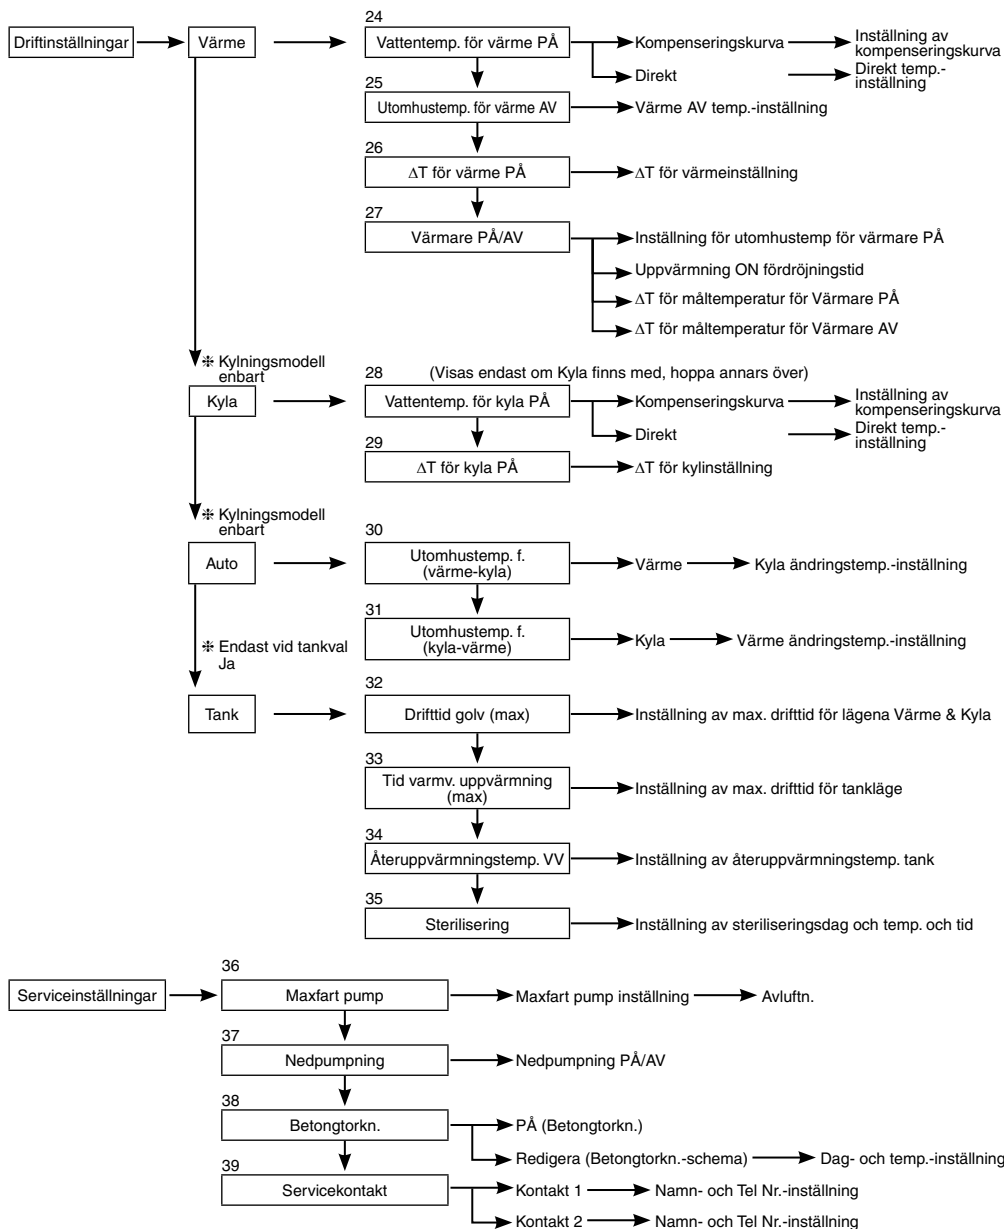 24
Driftinställningar
Värme
Vattentemp. för värme PÅ
Kompenseringskurva
Inställning av
kompenseringskurva
Direkt
Direkt temp.-
inställning
25
Utomhustemp. för värme AV
Värme AV temp.-inställning
26
ΔT för värme PÅ
ΔT för värmeinställning
27
Värmare PÅ/AV
Inställning för utomhustemp för värmare PÅ
Uppvärmning ON fördröjningstid
ΔT för måltemperatur för Värmare PÅ
ΔT för måltemperatur för Värmare AV
❈ Kylningsmodell
enbart
28
(Visas endast om Kyla finns med, hoppa annars över)
Kyla
Vattentemp. för kyla PÅ
Kompenseringskurva
Inställning av
kompenseringskurva
Direkt
Direkt temp.-
inställning
29
ΔT för kyla PÅ
ΔT för kylinställning
❈ Kylningsmodell
enbart
30
Auto
Utomhustemp. f.
(värme-kyla)
Värme
Kyla ändringstemp.-inställning
31
Utomhustemp. f.
(kyla-värme)
Kyla
Värme ändringstemp.-inställning
❈ Endast vid tankval
Ja
32
Tank
Drifttid golv (max)
Inställning av max. drifttid för lägena Värme & Kyla
33
Tid varmv. uppvärmning
(max)
Inställning av max. drifttid för tankläge
34
Återuppvärmningstemp. VV
Inställning av återuppvärmningstemp. tank
35
Sterilisering
Inställning av steriliseringsdag och temp. och tid
36
Serviceinställningar
Maxfart pump
Maxfart pump inställning
Avluftn.
37
Nedpumpning
Nedpumpning PÅ/AV
38
Betongtorkn.
PÅ (Betongtorkn.)
Redigera (Betongtorkn.-schema)
Dag- och temp.-inställning
39
Servicekontakt
Kontakt 1
Namn- och Tel Nr.-inställning
Kontakt 2
Namn- och Tel Nr.-inställning